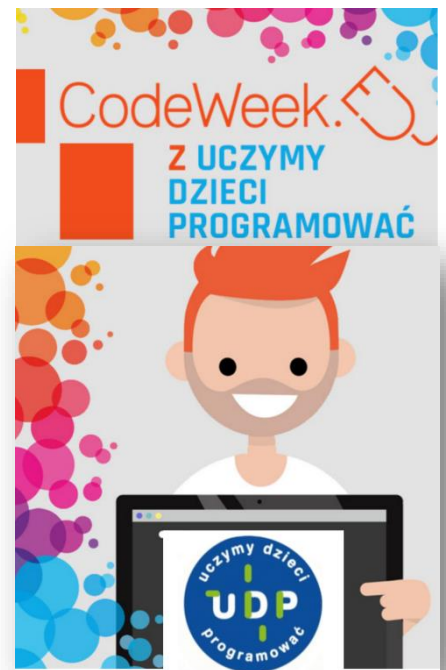 CodeWeek.EU
Z UCZYMY
DZIECI
PROGRAMOWAĆ
uczymy dzieci
UDP
programować